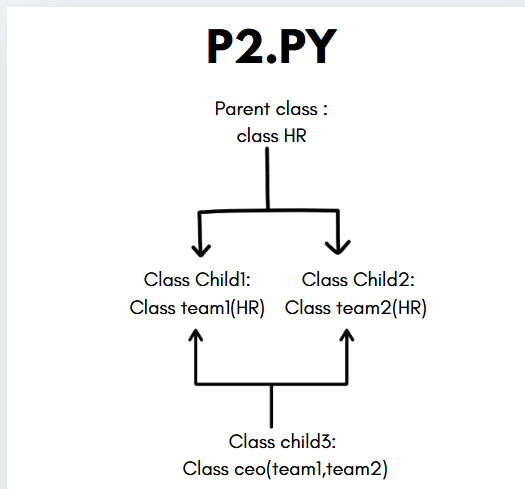 P2.PY
Parent class :
class HR
Class Child1:
Class Child2:
Class team1(HR)
Class team2(HR)
Class child3:
Class ceo(team1,team2)